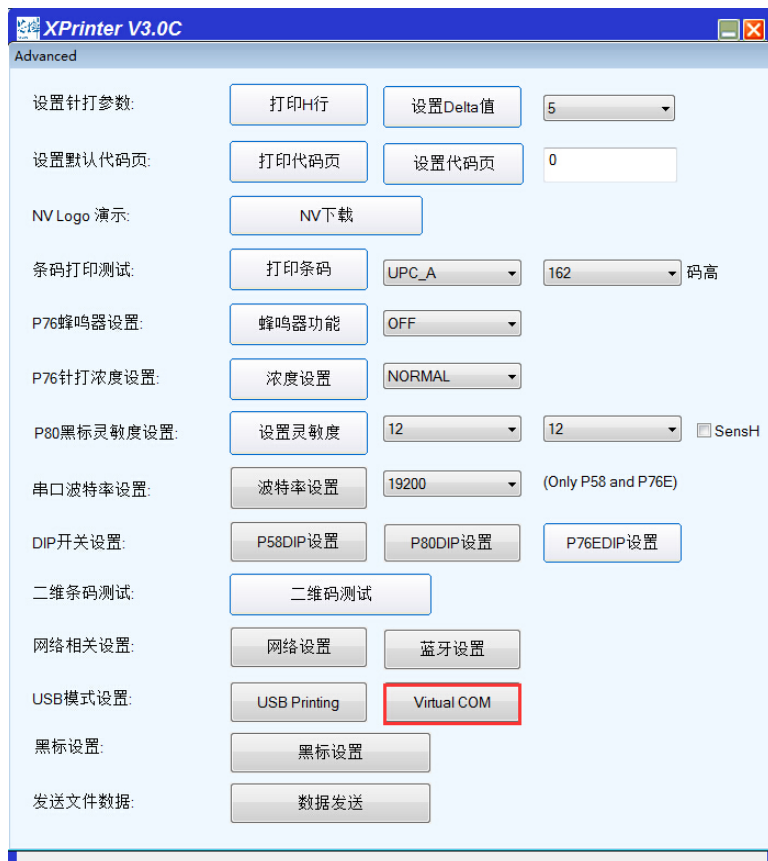 XPrinter V3.0C
Advanced
设置针打参数: 打印H行 设置Delta值 5
设置默认代码页: 打印代码页 设置代码页 0
NV Logo 演示: NV下载
条码打印测试: 打印条码 UPC_A 162 码高
P76蜂鸣器设置: 蜂鸣器功能 OFF
P76针打浓度设置: 浓度设置 NORMAL
P80黑标灵敏度设置: 设置灵敏度 12 12 SensH
串口波特率设置: 波特率设置 19200 (Only P58 and P76E)
DIP开关设置: P58DIP设置 P80DIP设置 P76EDIP设置
二维条码测试: 二维码测试
网络相关设置: 网络设置 蓝牙设置
USB模式设置: USB Printing Virtual COM
黑标设置: 黑标设置
发送文件数据: 数据发送